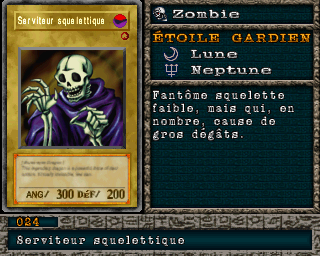 Serviteur squelettique
ANG/ 300 DéF/ 200
Zombie
ÉTOILE GARDIEN
Lune
Neptune
Fantôme squelette
faible, mais qui, en
nombre, cause de
gros dégâts.
024
Serviteur squelettique